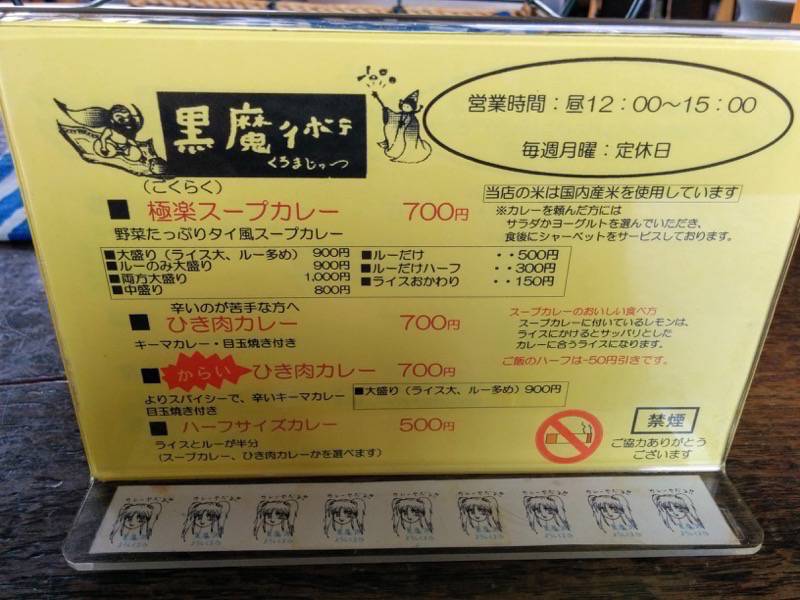 黒魔イボテ
くろまじゅつ
営業時間：昼12：00～15：00
毎週月曜：定休日
(ごくらく)
■ 極楽スープカレー 700円
野菜たっぷりタイ風スープカレー
当店の米は国内産米を使用しています
※カレーを頼んだ方には
サラダかヨーグルトを選んでいただき、
食後にシャーベットをサービスしております。
■大盛り（ライス大、ルー多め） 900円
■ルーのみ大盛り 900円
■両方大盛り 1,000円
■中盛り 800円
■ルーだけ ・・500円
■ルーだけハーフ ・・300円
■ライスおかわり ・・150円
辛いのが苦手な方へ
■ ひき肉カレー 700円
キーマカレー・目玉焼き付き
スープカレーのおいしい食べ方
スープカレーに付いているレモンは、
ライスにかけるとサッパリとした
カレーに合うライスになります。
ご飯のハーフは-50円引きです。
■ からい ひき肉カレー 700円
よりスパイシーで、辛いキーマカレー
目玉焼き付き
■大盛り（ライス大、ルー多め）900円
■ ハーフサイズカレー 500円
ライスとルーが半分
(スープカレー、ひき肉カレーかを選べます)
禁煙
ご協力ありがとう
ございます